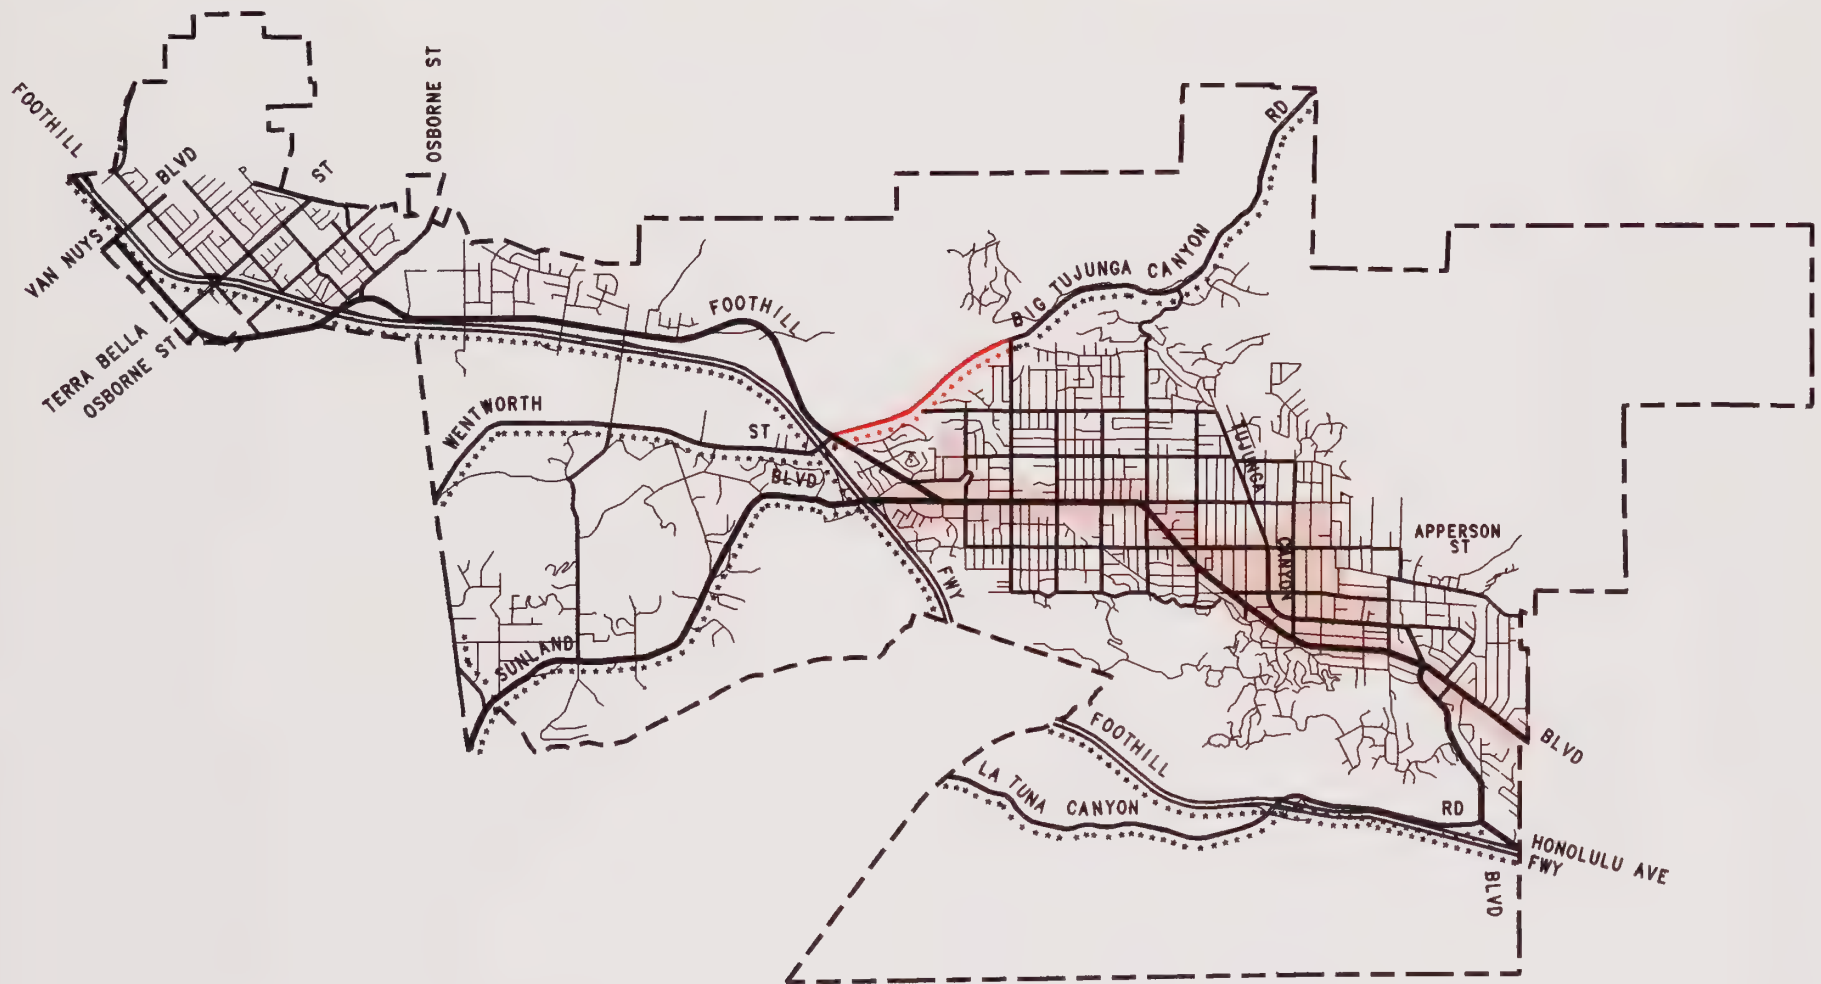 FOOTHILL
BLVD
ST
OSBORNE ST
VAN NUYS
TERRA BELLA
OSBORNE ST
FOOTHILL
BIG TUJUNGA CANYON
RD
WENTWORTH
ST
BLVD
SUNLAND
FWY
TUJUNGA
CANYON
APPERSON
ST
BLVD
FOOTHILL
LA TUNA CANYON
RD
HONOLULU AVE
FWY
BLVD